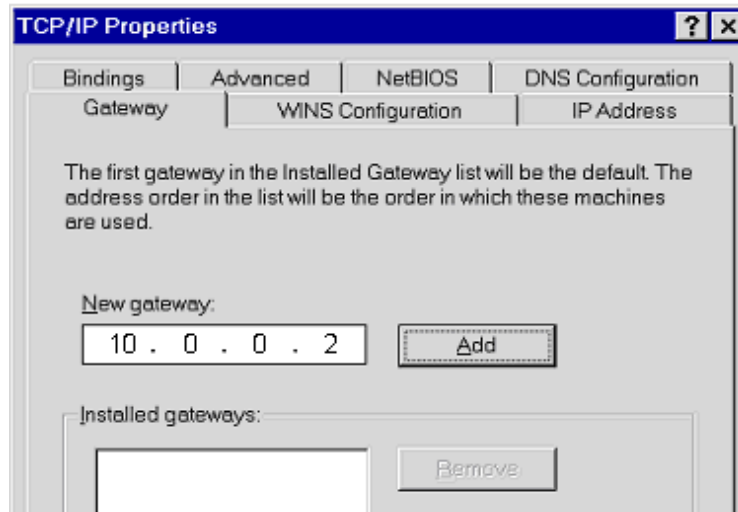 TCP/IP Properties
? ×
Bindings Advanced NetBIOS DNS Configuration
Gateway WINS Configuration IP Address
The first gateway in the Installed Gateway list will be the default. The
address order in the list will be the order in which these machines
are used.
New gateway:
10 . 0 . 0 . 2 Add
Installed gateways:
Remove